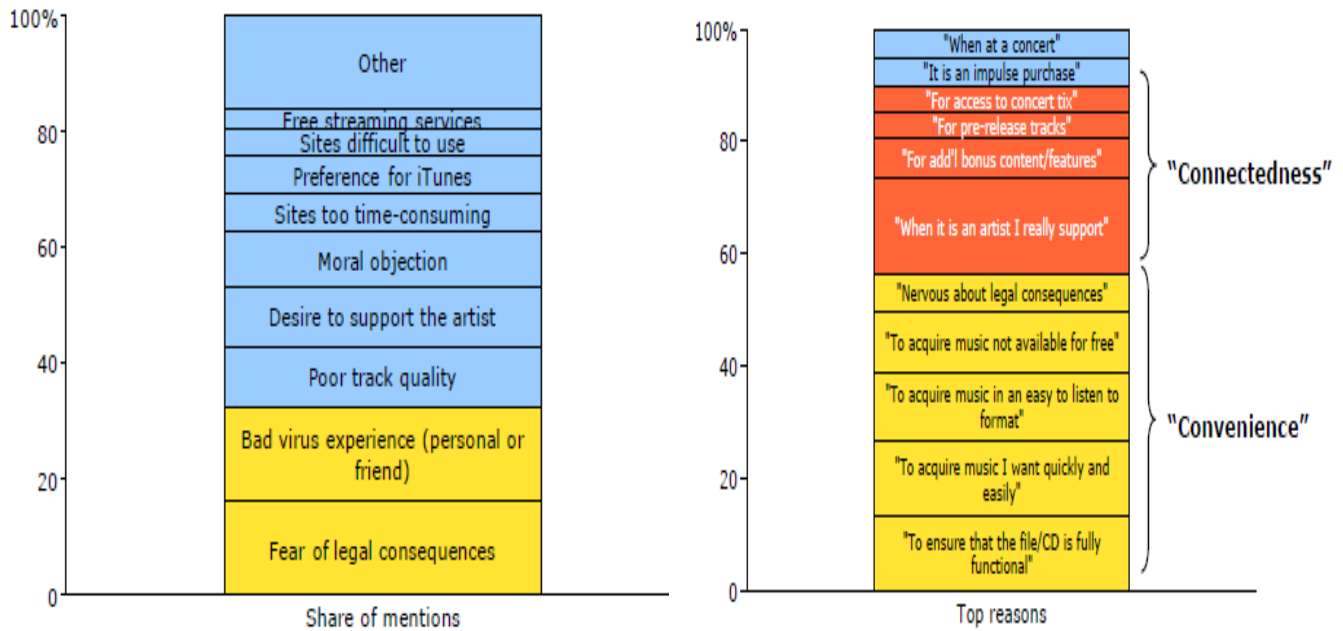 100%
80
60
40
20
0
Other
Free streaming services
Sites difficult to use
Preference for iTunes
Sites too time-consuming
Moral objection
Desire to support the artist
Poor track quality
Bad virus experience (personal or
friend)
Fear of legal consequences
Share of mentions
100%
80
60
40
20
0
"When at a concert"
"It is an impulse purchase"
"For access to concert tix"
"For pre-release tracks"
"For add'l bonus content/features"
"When it is an artist I really support"
"Nervous about legal consequences"
"To acquire music not available for free"
"To acquire music in an easy to listen to
format"
"To acquire music I want quickly and
easily"
"To ensure that the file/CD is fully
functional"
Top reasons
“Connectedness”
“Convenience”